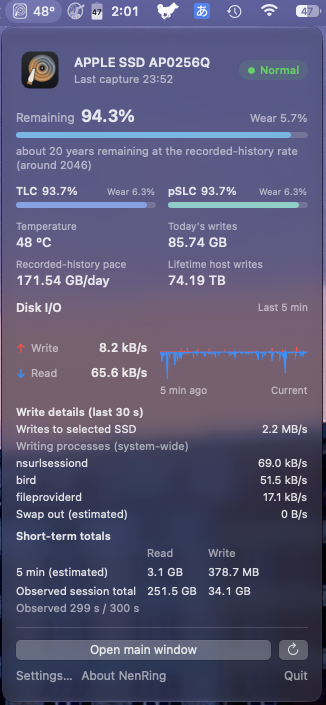 48° 47 2:01 あ 47
APPLE SSD AP0256Q
Last capture 23:52
Normal
Remaining 94.3% Wear 5.7%
about 20 years remaining at the recorded-history rate
(around 2046)
TLC 93.7% Wear 6.3% pSLC 93.7% Wear 6.3%
Temperature Today's writes
48 °C 85.74 GB
Recorded-history pace Lifetime host writes
171.54 GB/day 74.19 TB
Disk I/O Last 5 min
↑ Write 8.2 kB/s
↓ Read 65.6 kB/s
5 min ago Current
Write details (last 30 s)
Writes to selected SSD 2.2 MB/s
Writing processes (system-wide)
nsurlsessiond 69.0 kB/s
bird 51.5 kB/s
fileproviderd 17.1 kB/s
Swap out (estimated) 0 B/s
Short-term totals
Read Write
5 min (estimated) 3.1 GB 378.7 MB
Observed session total 251.5 GB 34.1 GB
Observed 299 s / 300 s
Open main window
Settings... About NenRing Quit